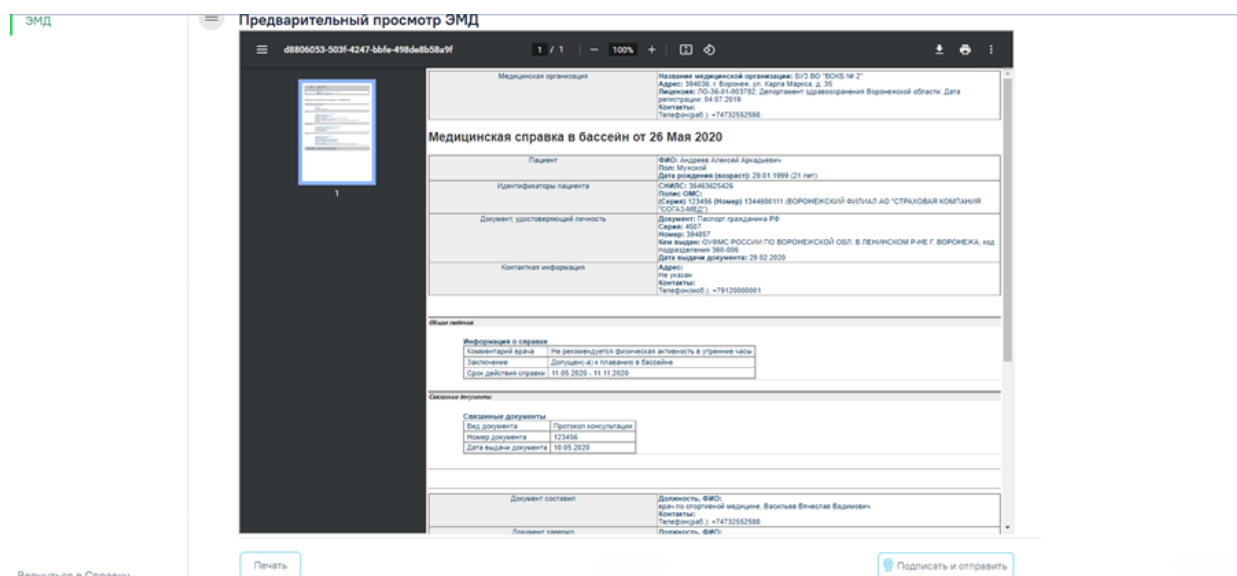 ЭМД
Предварительный просмотр ЭМД
d8806053-503f-4247-bbfe-498de8b58a9f
1 / 1
100%
1
Медицинская организация
Название медицинской организации: БУЗ ВО "ВОКБ № 2"
Адрес: 394036, г. Воронеж, ул. Карла Маркса, д. 35
Лицензия: ЛО-36-01-003782, Департамент здравоохранения Воронежской области. Дата
регистрации: 04.07.2019.
Контакты:
Телефон(раб.): +74732552598
Медицинская справка в бассейн от 26 Мая 2020
Пациент
ФИО: Андреев Алексей Аркадьевич
Пол: Мужской
Дата рождения (возраст): 29.01.1999 (21 лет)
Идентификаторы пациента
СНИЛС: 36463625426
Полис ОМС:
(Серия) 123456 (Номер) 1344600111 (ВОРОНЕЖСКИЙ ФИЛИАЛ АО "СТРАХОВАЯ КОМПАНИЯ
"СОГАЗ-МЕД")
Документ, удостоверяющий личность
Документ: Паспорт гражданина РФ
Серия: 4507
Номер: 394857
Кем выдан: ОУФМС РОССИИ ПО ВОРОНЕЖСКОЙ ОБЛ. В ЛЕНИНСКОМ Р-НЕ Г. ВОРОНЕЖА, код
подразделения 360-006
Дата выдачи документа: 29.02.2020
Контактная информация
Адрес:
Не указан
Контакты:
Телефон(моб.): +79120000001
Общие сведения
Информация о справке
Комментарий врача Не рекомендуется физическая активность в утренние часы
Заключение Допущен(-а) к плаванию в бассейне
Срок действия справки 11.05.2020 - 11.11.2020
Связанные документы
Связанные документы
Вид документа Протокол консультации
Номер документа 123456
Дата выдачи документа 10.05.2020
Документ составил
Должность, ФИО:
врач по спортивной медицине, Васильев Вячеслав Вадимович
Контакты:
Телефон(раб.): +74732552598
Документ заверил
Должность, ФИО:
Печать
Подписать и отправить
Вернуться в Справку